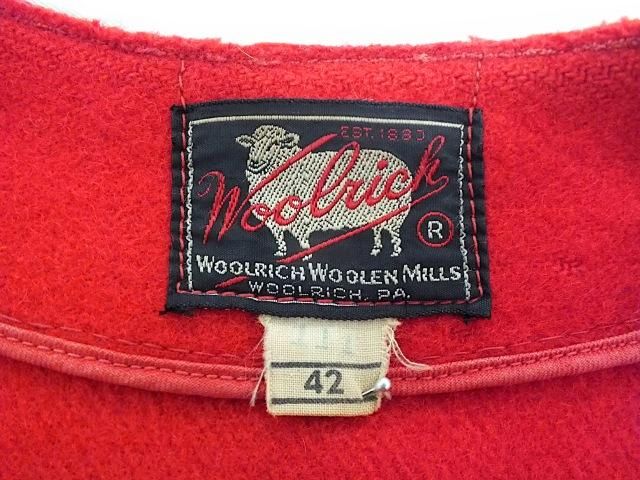 EST. 1830
Woolrich
®
WOOLRICH WOOLEN MILLS
WOOLRICH, PA.
42